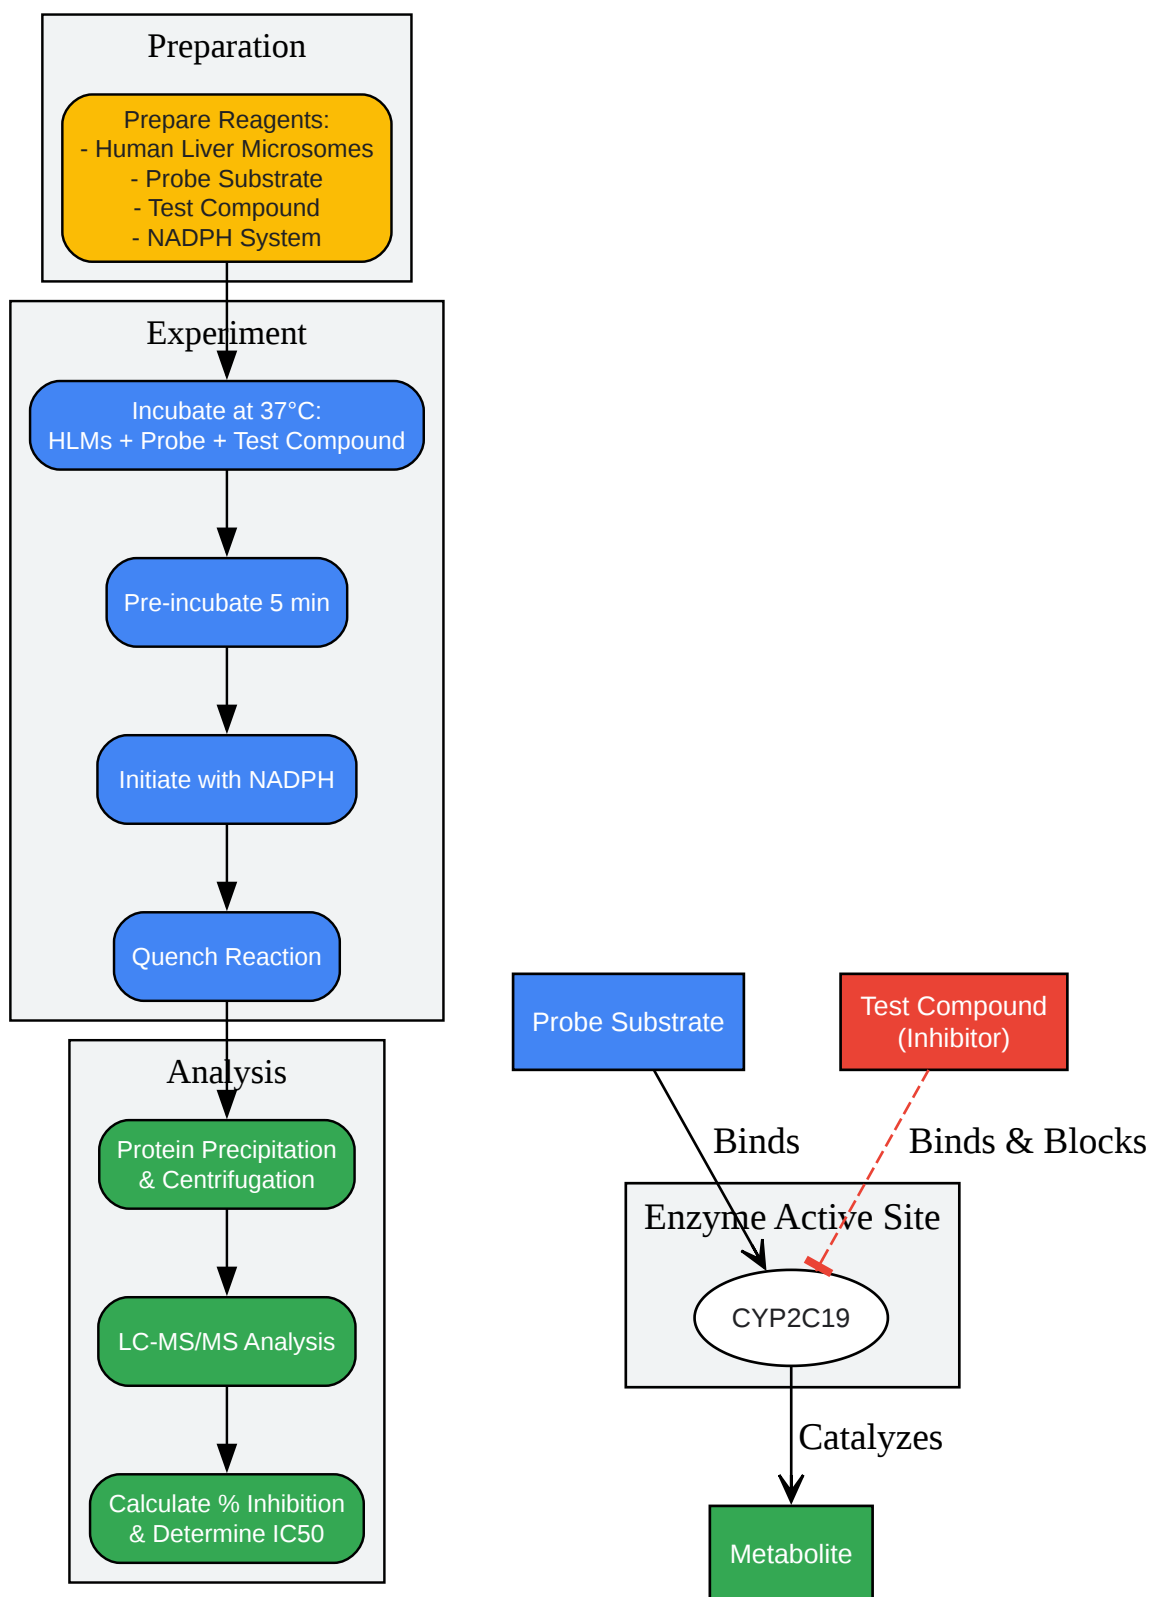 Preparation
Prepare Reagents:
- Human Liver Microsomes
- Probe Substrate
- Test Compound
- NADPH System
Experiment
Incubate at 37°C:
HLMs + Probe + Test Compound
Pre-incubate 5 min
Initiate with NADPH
Quench Reaction
Analysis
Protein Precipitation
& Centrifugation
LC-MS/MS Analysis
Calculate % Inhibition
& Determine IC50
Probe Substrate
Test Compound
(Inhibitor)
Binds
Binds & Blocks
Enzyme Active Site
CYP2C19
Catalyzes
Metabolite